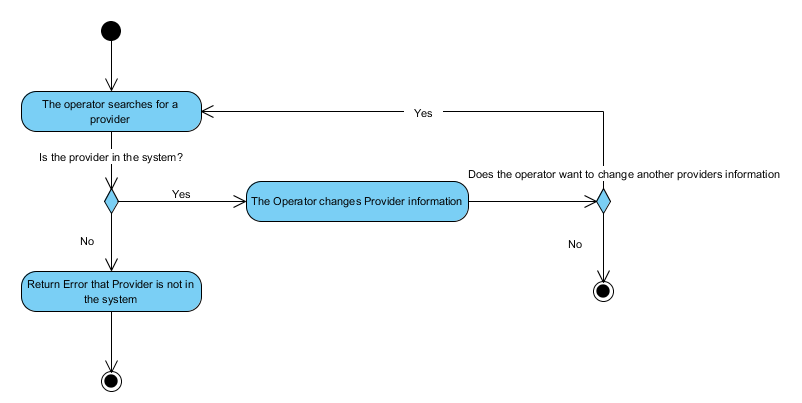 The operator searches for a
provider
Yes
Is the provider in the system?
Does the operator want to change another providers information
Yes
The Operator changes Provider information
No
No
Return Error that Provider is not in
the system